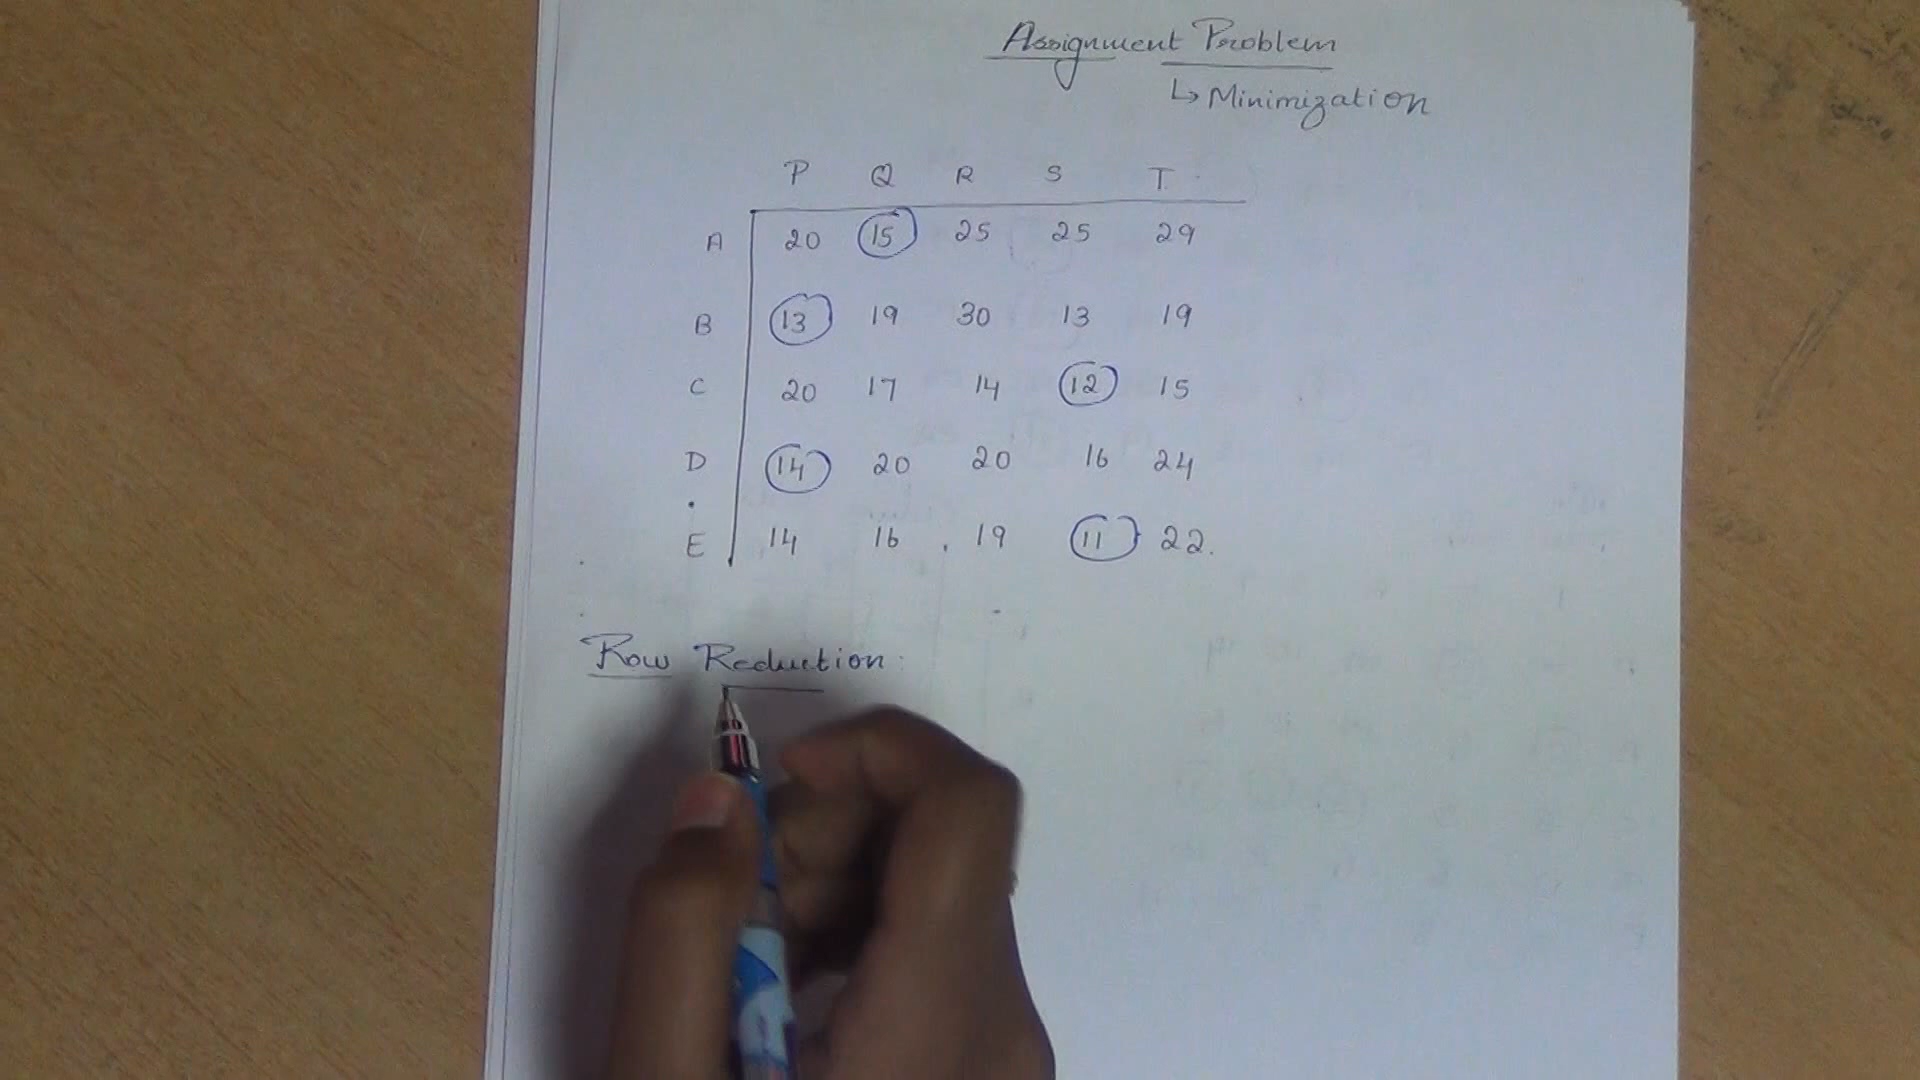 Assignment Problem
↳ Minimization
P Q R S T
A 20 15 25 25 29
B 13 19 30 13 19
C 20 17 14 12 15
D 14 20 20 16 24
E 14 16 19 11 22.
Row Reduction: